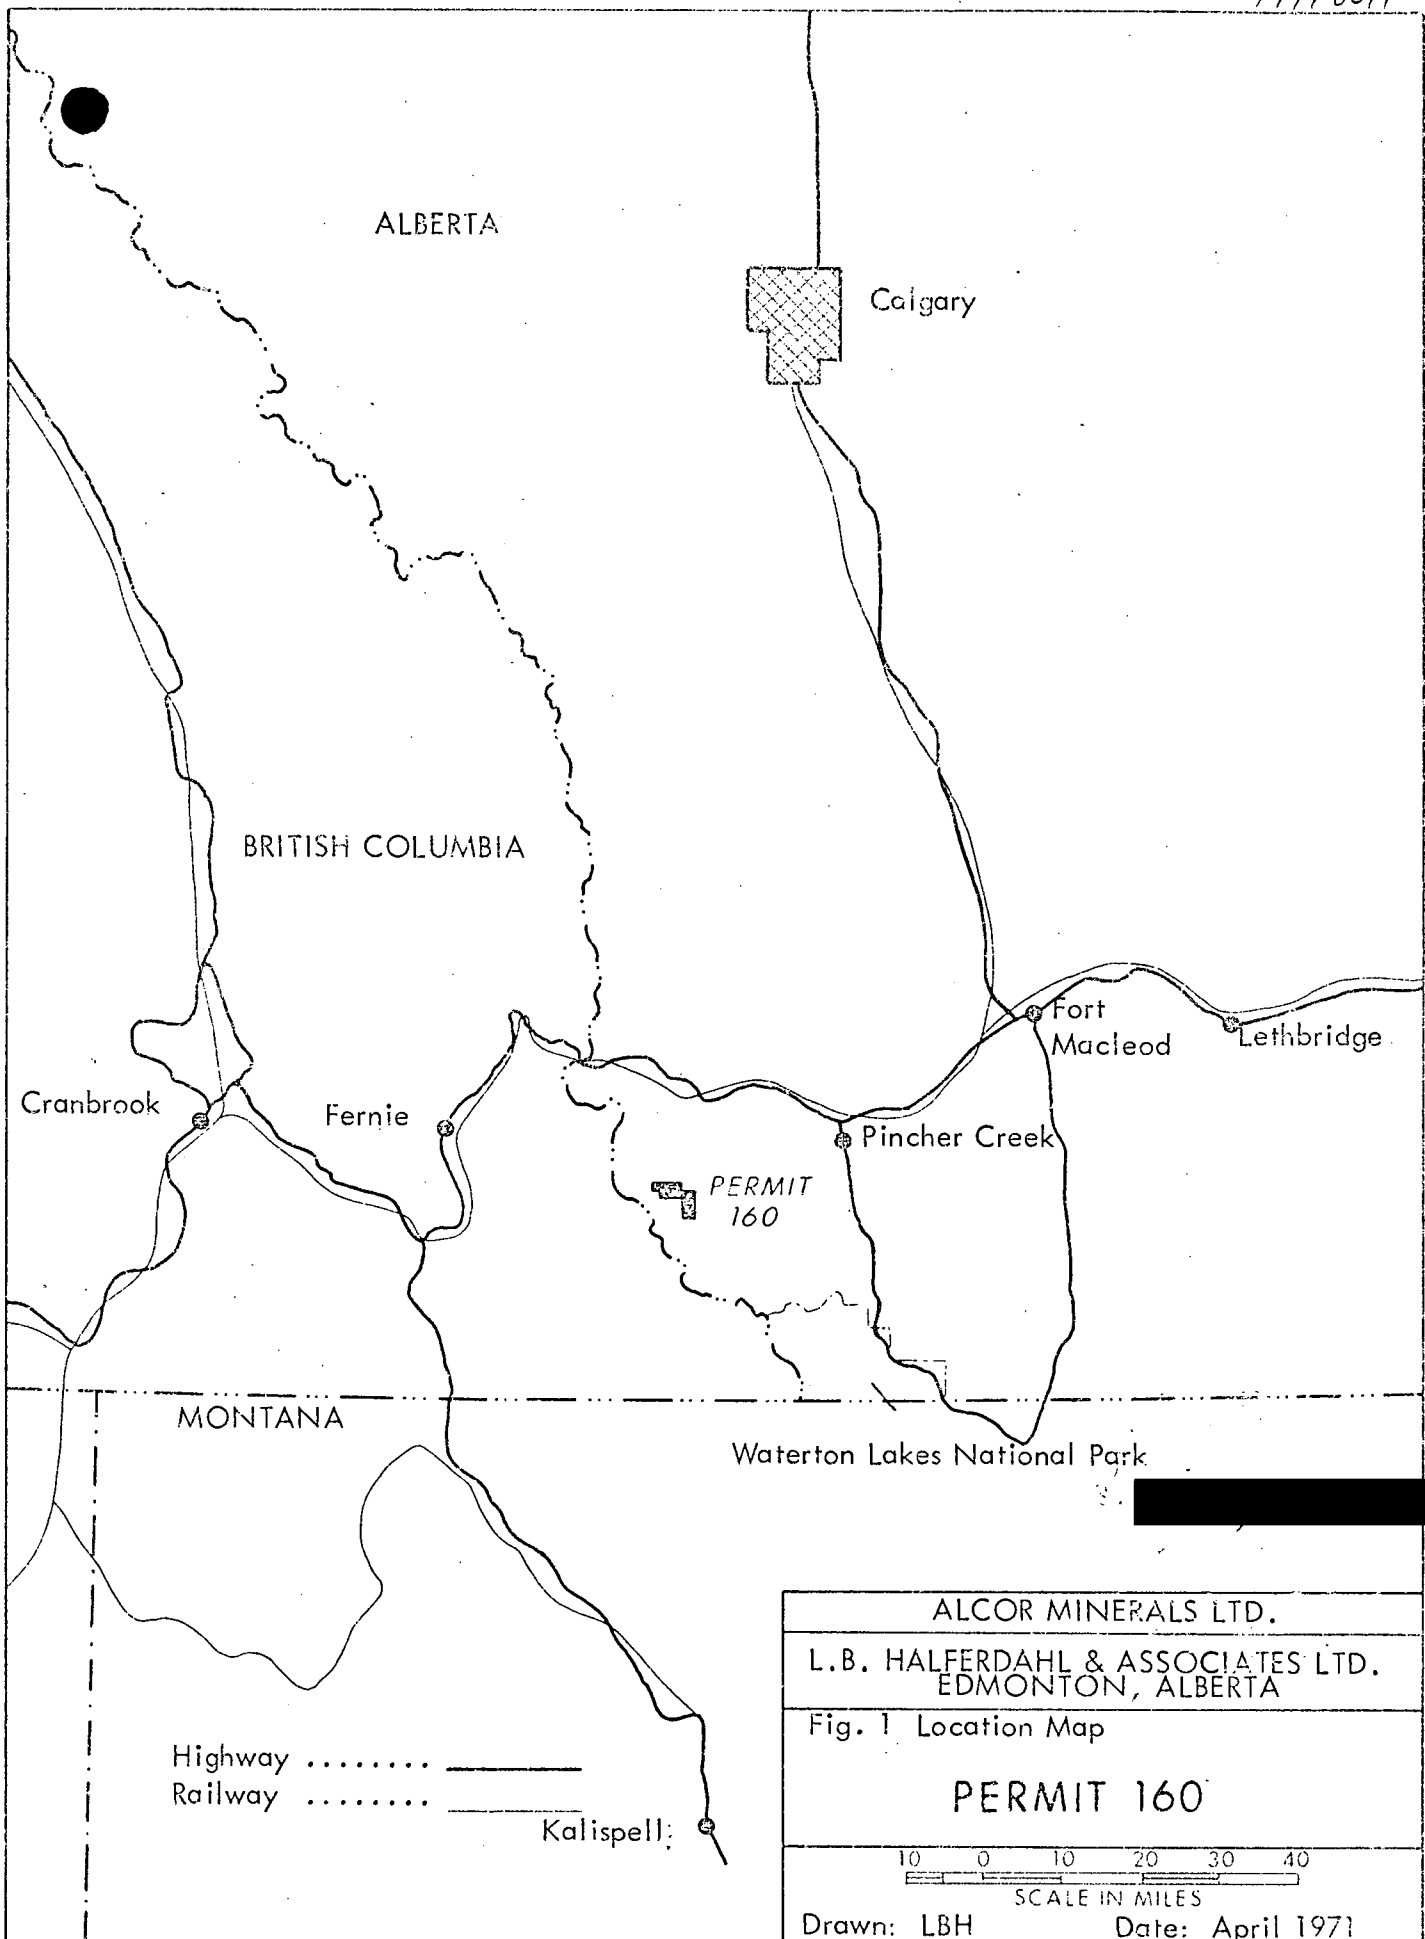 ALBERTA
Calgary
BRITISH COLUMBIA
Fort
Macleod
Lethbridge
Cranbrook
Fernie
Pincher Creek
PERMIT
160
MONTANA
Waterton Lakes National Park
ALCOR MINERALS LTD.
L.B. HALFERDAHL & ASSOCIATES LTD.
EDMONTON, ALBERTA
Fig. 1 Location Map
PERMIT 160
Highway ........
Railway ........
Kalispell
10 0 10 20 30 40
SCALE IN MILES
Drawn: LBH Date: April 1971